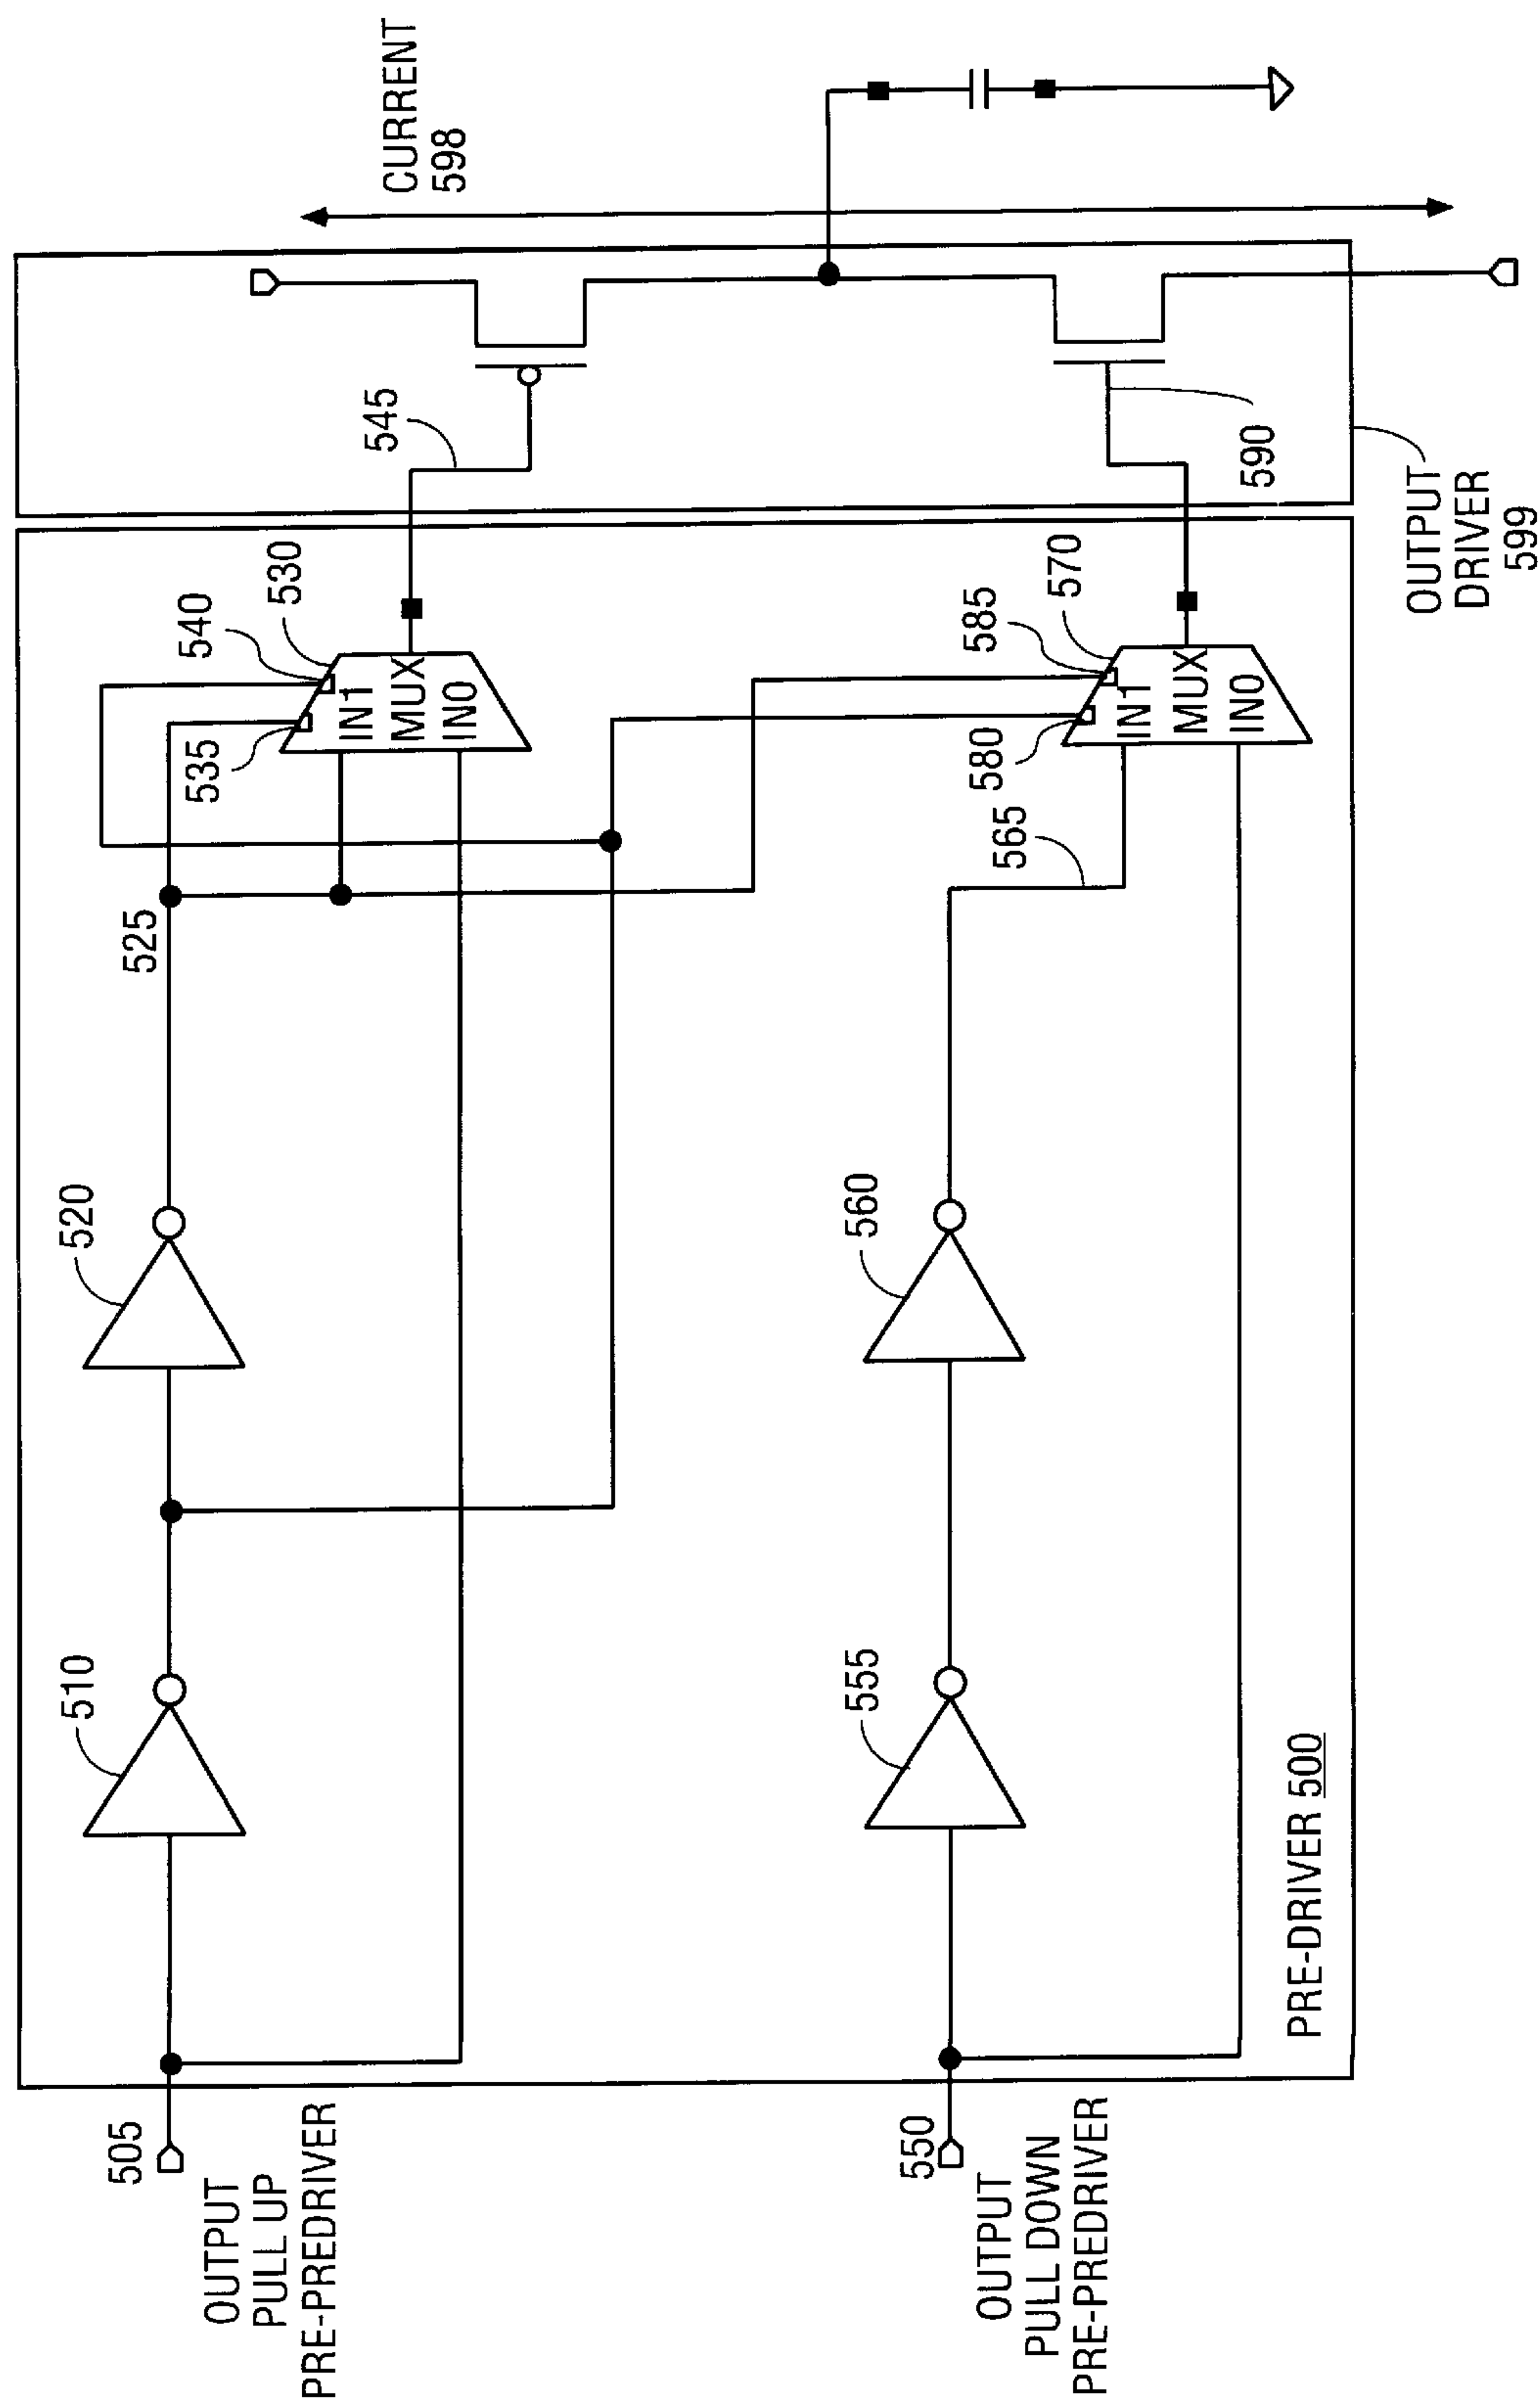 505
OUTPUT
PULL UP
PRE-PREDRIVER
510
520
525
535
540
530
IN1
MUX
IN0
545
CURRENT
598
550
OUTPUT
PULL DOWN
PRE-PREDRIVER
555
560
565
580
585
570
IN1
MUX
IN0
590
PRE-DRIVER 500
OUTPUT
DRIVER
599